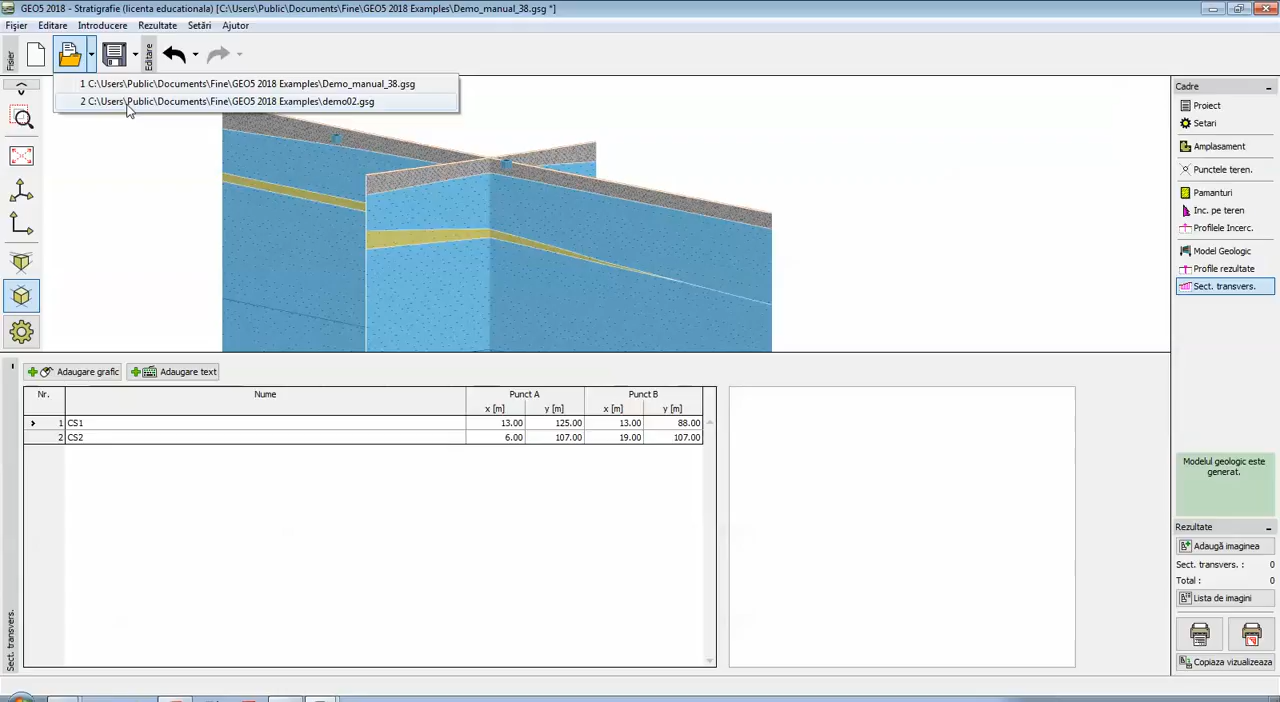 GEO5 2018 - Stratigrafie (licenta educationala) [C:\Users\Public\Documents\Fine\GEO5 2018 Examples\Demo_manual_38.gsg *]
Fișier Editare Introducere Rezultate Setări Ajutor
Fisier
Editare
1 C:\Users\Public\Documents\Fine\GEO5 2018 Examples\Demo_manual_38.gsg
2 C:\Users\Public\Documents\Fine\GEO5 2018 Examples\demo02.gsg
Cadre
Proiect
Setari
Amplasament
Punctele teren.
Pamanturi
Inc. pe teren
Profilele Incerc.
Model Geologic
Profile rezultate
Sect. transvers.
Adaugare grafic Adaugare text
Nr. Nume Punct A Punct B
x [m] y [m] x [m] y [m]
1 CS1 13.00 125.00 13.00 88.00
2 CS2 6.00 107.00 19.00 107.00
Sect. transvers.
Modelul geologic este
generat.
Rezultate
Adaugă imaginea
Sect. transvers. : 0
Total : 0
Lista de imagini
Copiaza vizualizeaza